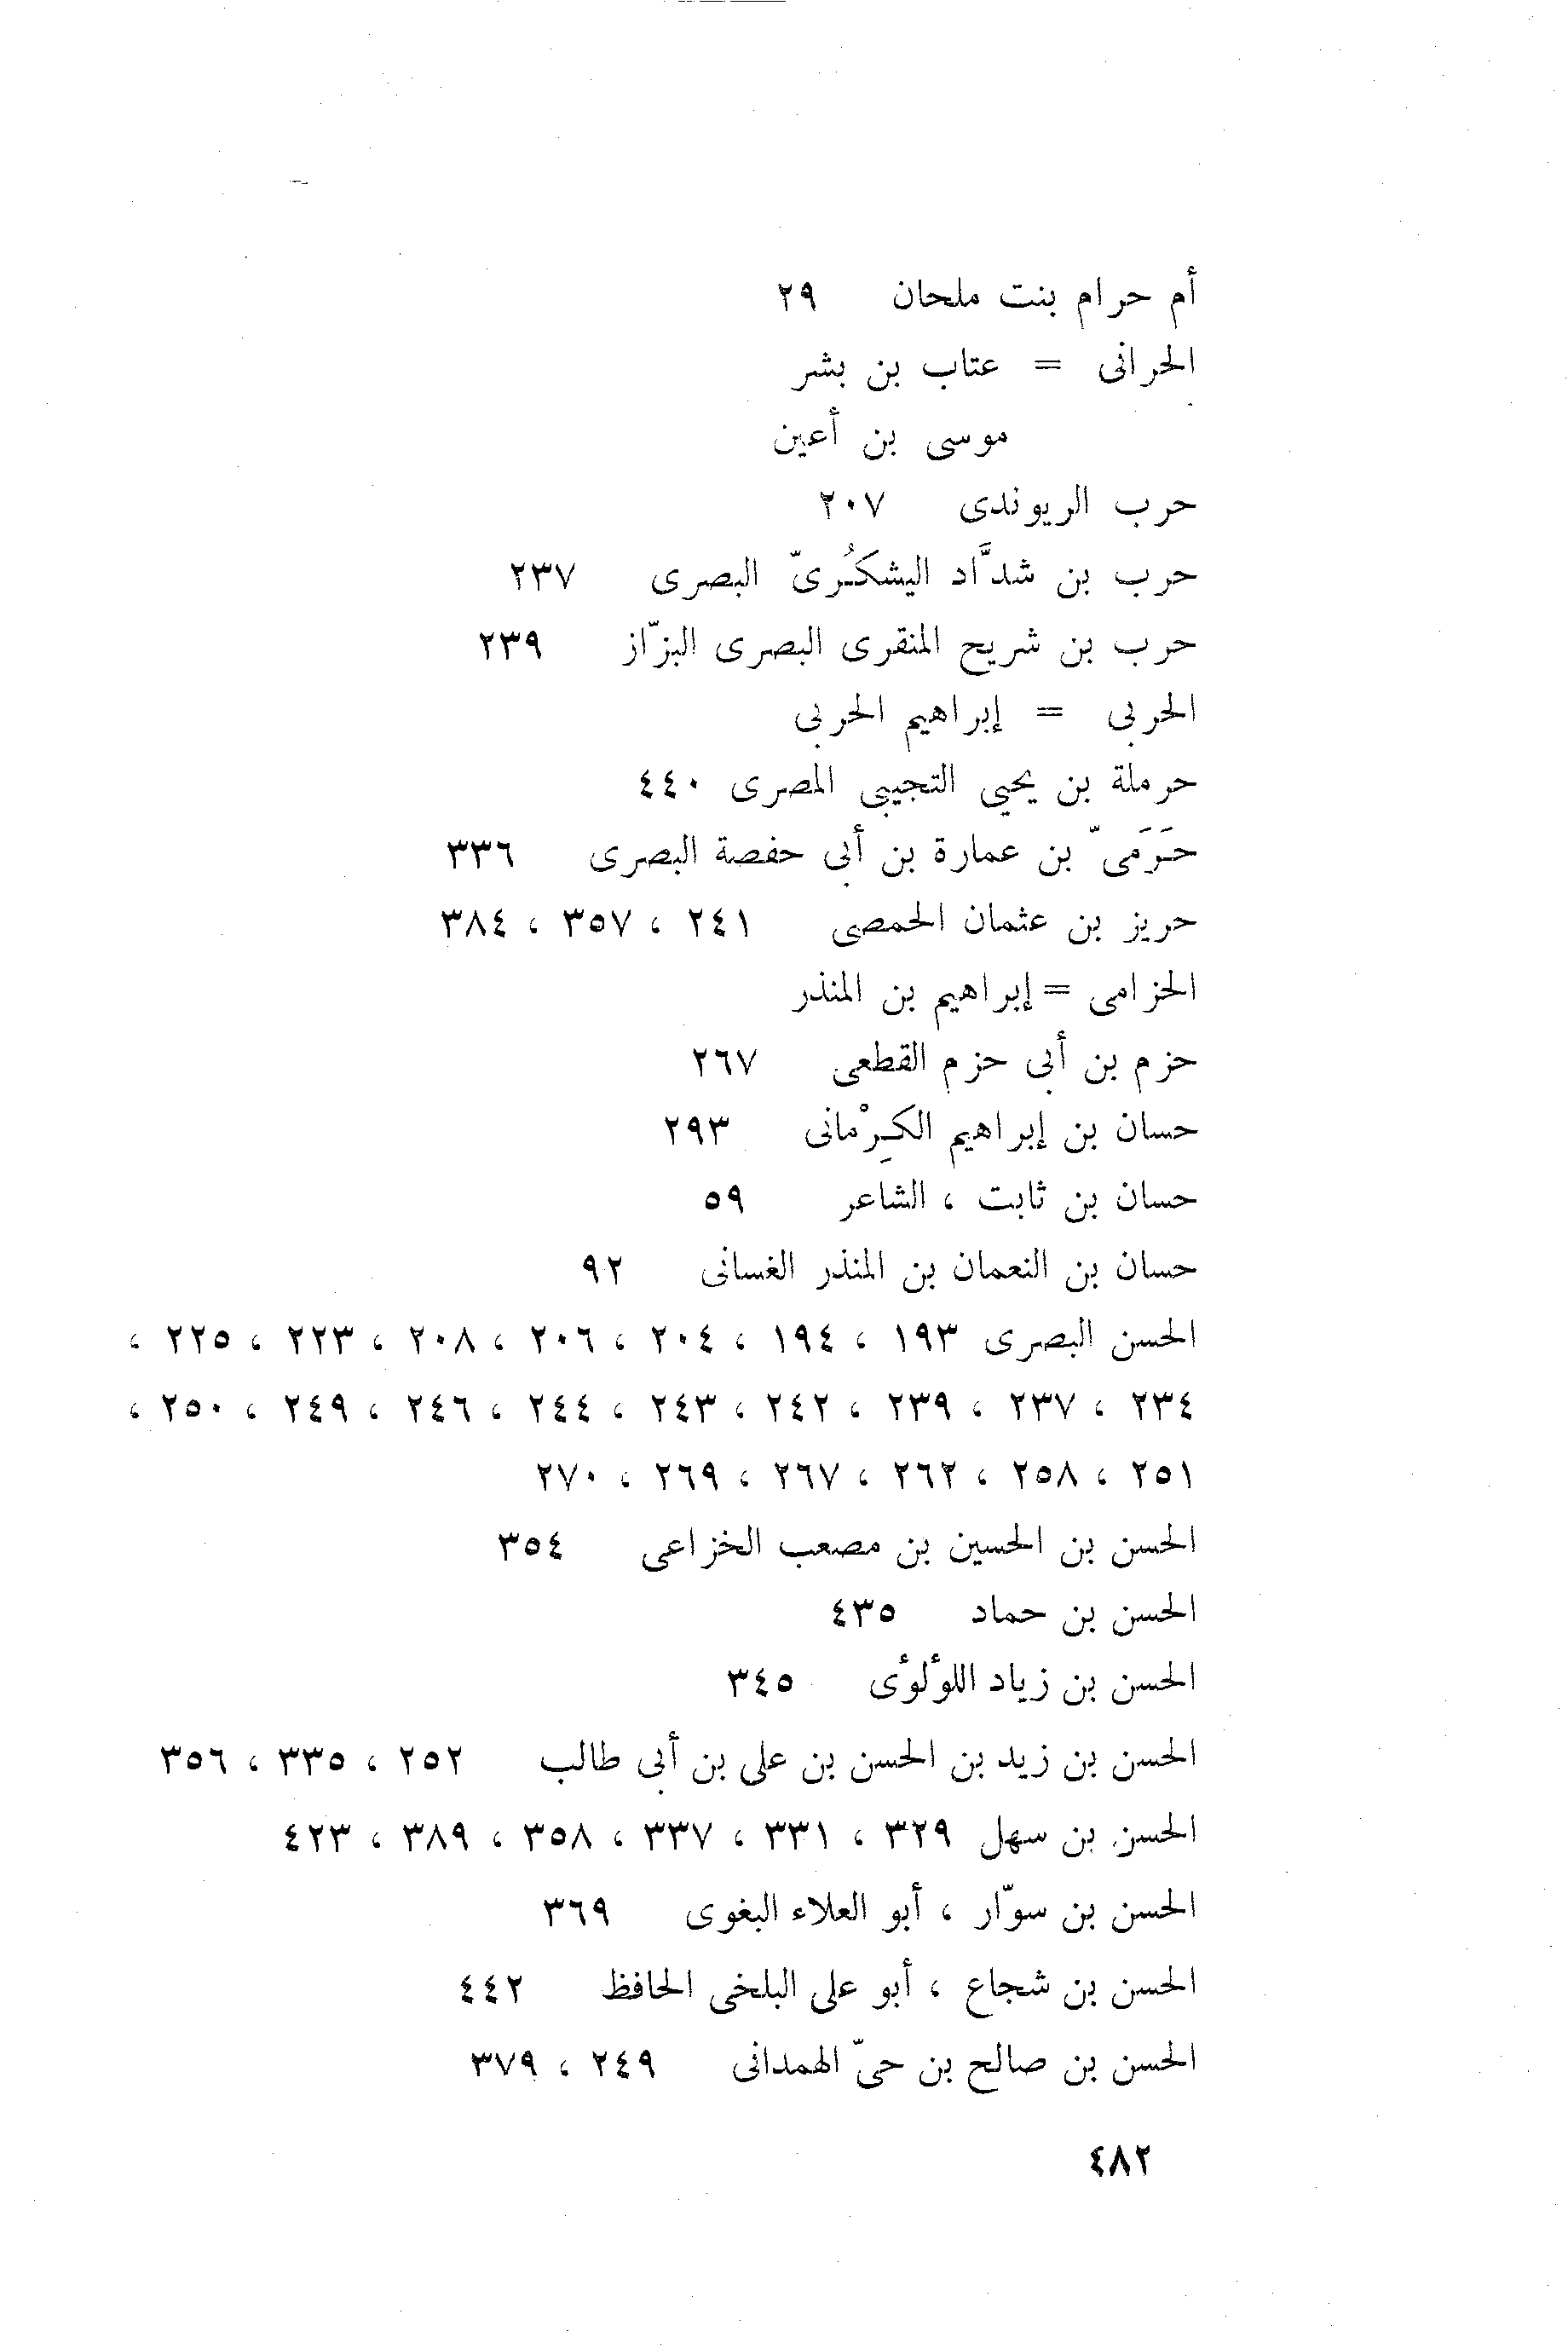 أم حرام بنت ملحان ٢٩
الحرانى = عتاب بن بشر
موسى بن أعين
حرب الريوندى ٢٠٧
حرب بن شدَّاد اليشكُرىّ البصرى ٢٣٧
حرب بن شريح المنقرى البصرى البزّاز ٢٣٩
الحربى = إبراهيم الحربى
حرملة بن يحيى التجيبى المصرى ٤٤٠
حَرَمىّ بن عمارة بن أبى حفصة البصرى ٣٣٦
حريز بن عثمان الحمصى ٢٤١ ، ٣٥٧ ، ٣٨٤
الحزامى = إبراهيم بن المنذر
حزم بن أبى حزم القطعى ٢٦٧
حسان بن إبراهيم الكِرْمانى ٢٩٣
حسان بن ثابت ، الشاعر ٥٩
حسان بن النعمان بن المنذر الغسانى ٩٢
الحسن البصرى ١٩٣ ، ١٩٤ ، ٢٠٤ ، ٢٠٦ ، ٢٠٨ ، ٢٢٣ ، ٢٢٥ ،
٢٣٤ ، ٢٣٧ ، ٢٣٩ ، ٢٤٢ ، ٢٤٣ ، ٢٤٤ ، ٢٤٦ ، ٢٤٩ ، ٢٥٠ ،
٢٥١ ، ٢٥٨ ، ٢٦٢ ، ٢٦٧ ، ٢٦٩ ، ٢٧٠
الحسن بن الحسين بن مصعب الخزاعى ٣٥٤
الحسن بن حماد ٤٣٥
الحسن بن زياد اللؤلؤى ٣٤٥
الحسن بن زيد بن الحسن بن على بن أبى طالب ٢٥٢ ، ٣٣٥ ، ٣٥٦
الحسن بن سهل ٣٢٩ ، ٣٣١ ، ٣٣٧ ، ٣٥٨ ، ٣٨٩ ، ٤٢٣
الحسن بن سوّار ، أبو العلاء البغوى ٣٦٩
الحسن بن شجاع ، أبو على البلخى الحافظ ٤٤٢
الحسن بن صالح بن حىّ الهمدانى ٢٤٩ ، ٣٧٩
٤٨٢